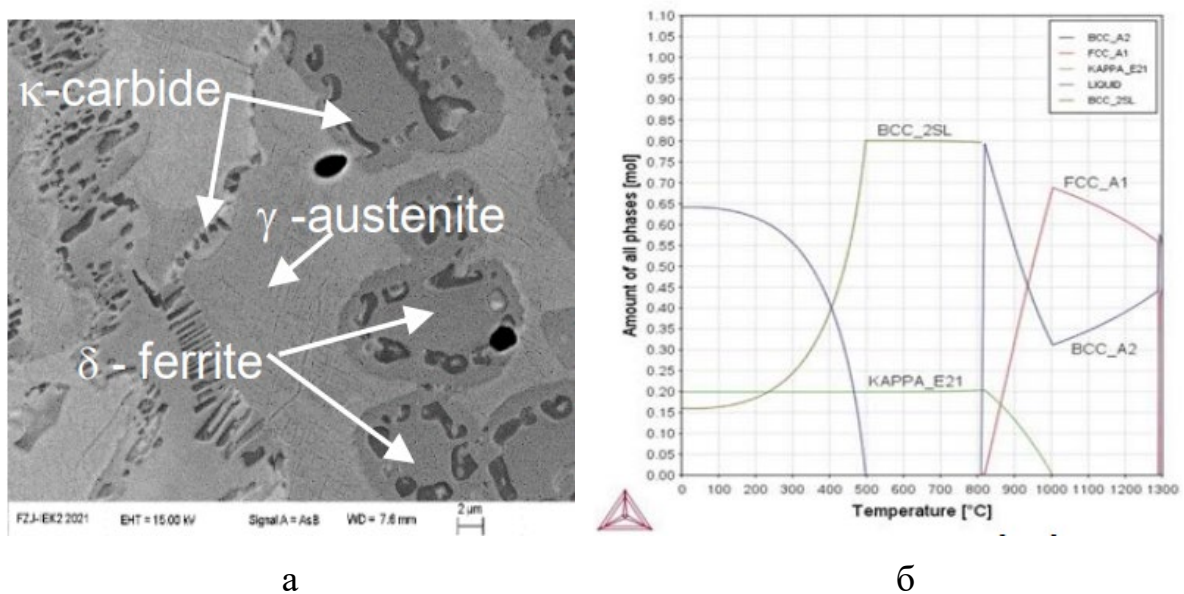 κ-carbide
γ -austenite
δ - ferrite
FZJ-IEK2 2021 EHT = 15.00 kV Signal A = AsB WD = 7.6 mm 2 μm
а
1.10
1.05
1.00
0.95
0.90
0.85
0.80
0.75
0.70
0.65
0.60
0.55
0.50
0.45
0.40
0.35
0.30
0.25
0.20
0.15
0.10
0.05
0.00
Amount of all phases [mol]
BCC_A2
FCC_A1
KAPPA_E21
LIQUID
BCC_2SL
BCC_2SL
FCC_A1
BCC_A2
KAPPA_E21
0 100 200 300 400 500 600 700 800 900 1000 1100 1200 1300
Temperature [°C]
б